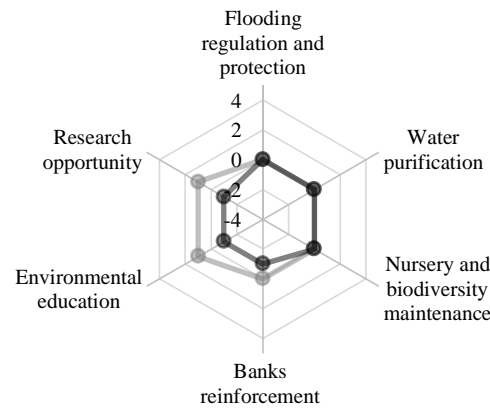 Flooding
regulation and
protection
4
2
0
-2
-4
Research
opportunity
Water
purification
Environmental
education
Nursery and
biodiversity
maintenance
Banks
reinforcement